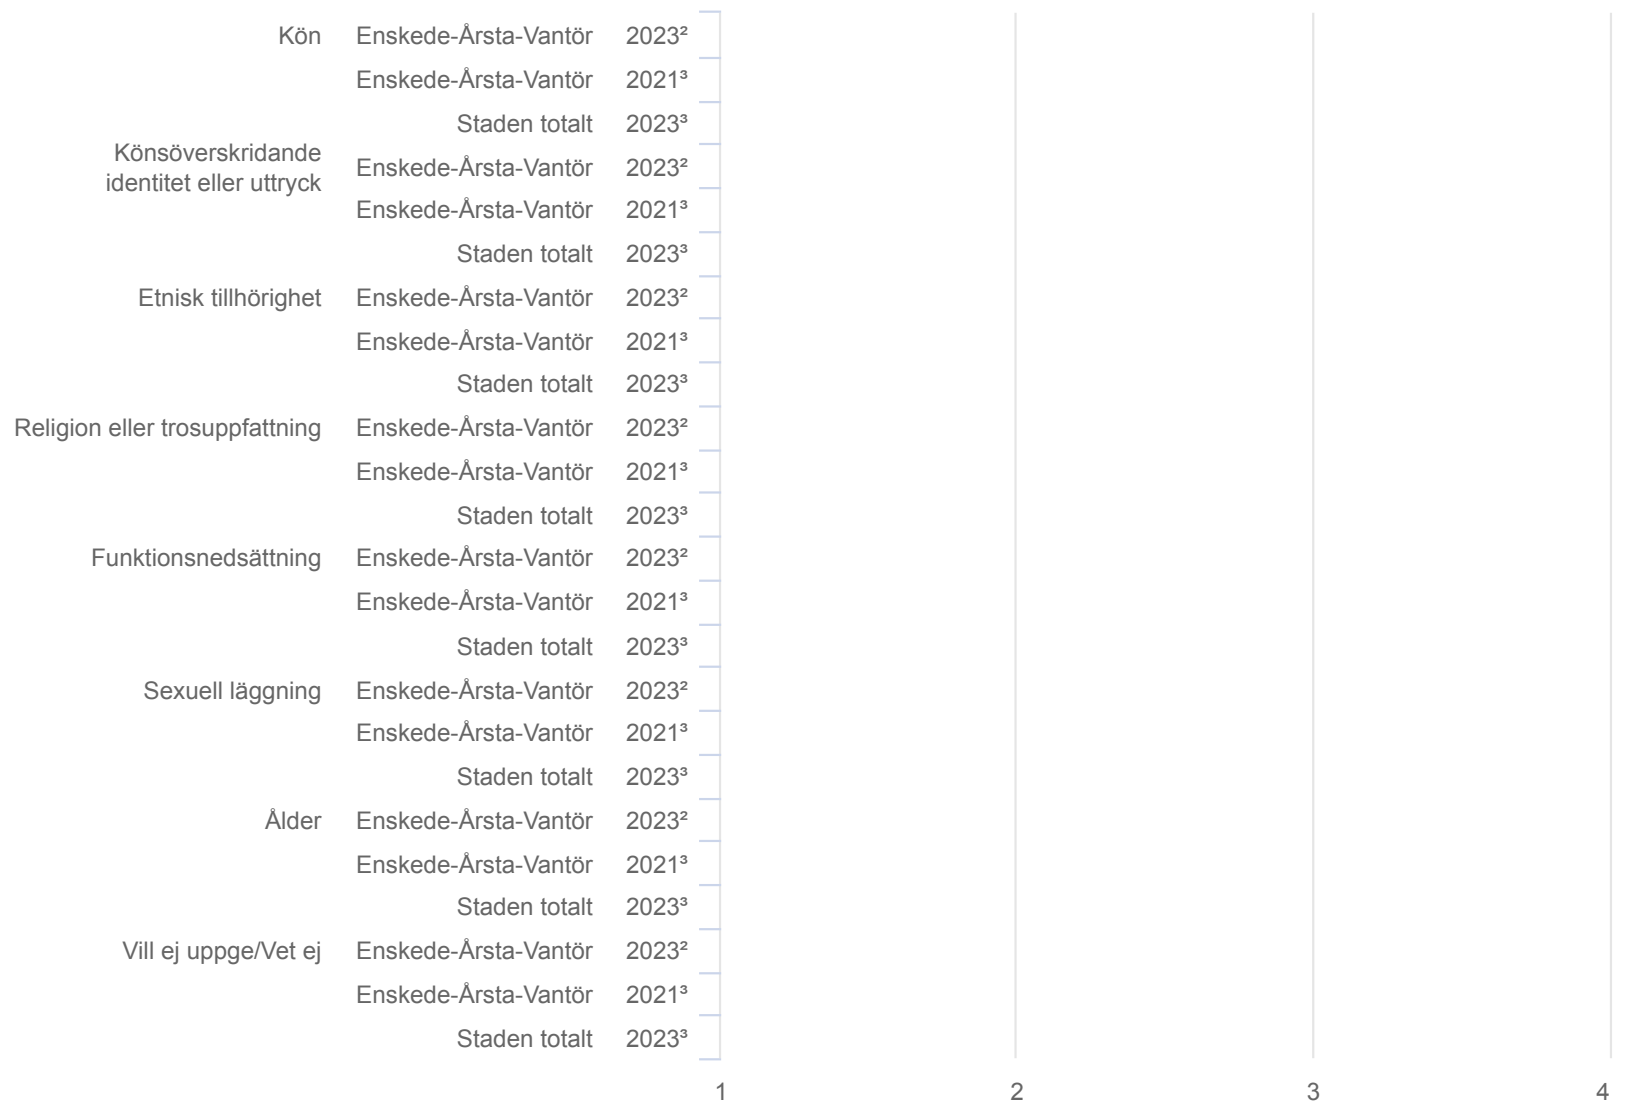 Kön Enskede-Årsta-Vantör 2023²
Enskede-Årsta-Vantör 2021³
Staden totalt 2023³
Könsöverskridande
identitet eller uttryck Enskede-Årsta-Vantör 2023²
Enskede-Årsta-Vantör 2021³
Staden totalt 2023³
Etnisk tillhörighet Enskede-Årsta-Vantör 2023²
Enskede-Årsta-Vantör 2021³
Staden totalt 2023³
Religion eller trosuppfattning Enskede-Årsta-Vantör 2023²
Enskede-Årsta-Vantör 2021³
Staden totalt 2023³
Funktionsnedsättning Enskede-Årsta-Vantör 2023²
Enskede-Årsta-Vantör 2021³
Staden totalt 2023³
Sexuell läggning Enskede-Årsta-Vantör 2023²
Enskede-Årsta-Vantör 2021³
Staden totalt 2023³
Ålder Enskede-Årsta-Vantör 2023²
Enskede-Årsta-Vantör 2021³
Staden totalt 2023³
Vill ej uppge/Vet ej Enskede-Årsta-Vantör 2023²
Enskede-Årsta-Vantör 2021³
Staden totalt 2023³
1 2 3 4